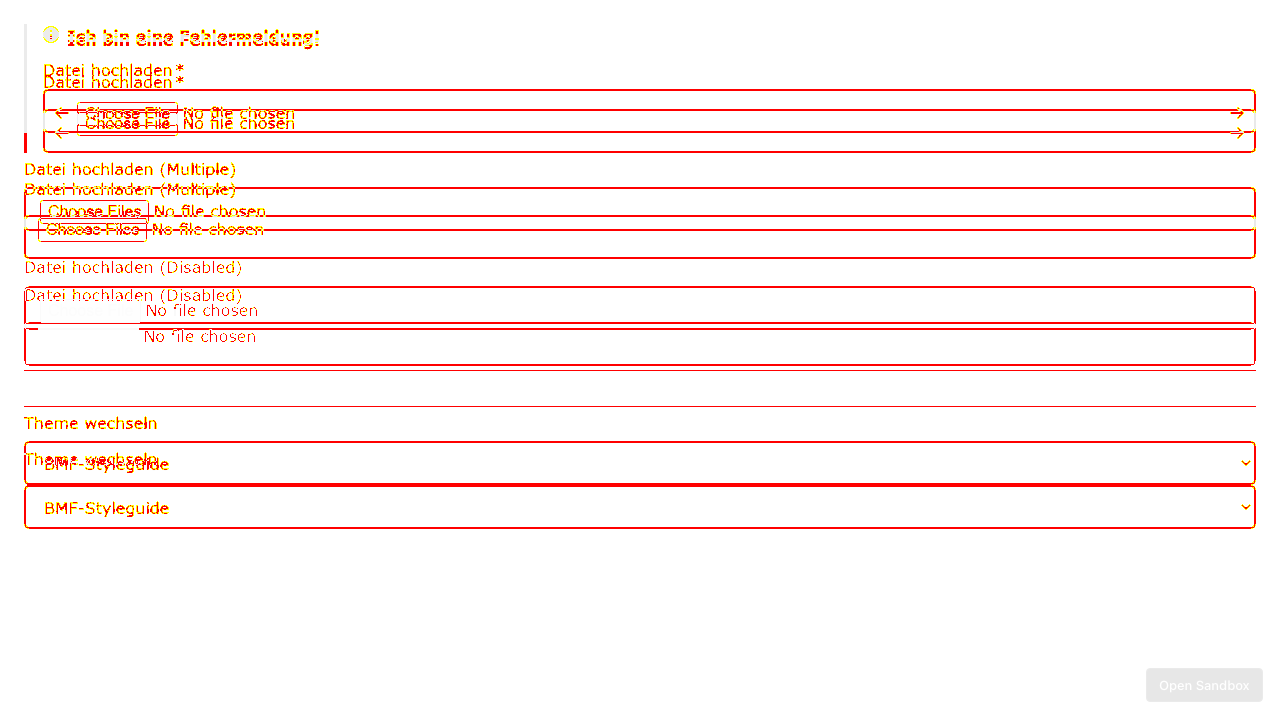 Ich bin eine Fehlermeldung!
Datei hochladen *
Datei hochladen *
Choose File No file chosen
Choose File No file chosen
Datei hochladen (Multiple)
Datei hochladen (Multiple)
Choose Files No file chosen
Choose Files No file chosen
Datei hochladen (Disabled)
Datei hochladen (Disabled)
No file chosen
No file chosen
Theme wechseln
Theme wechseln
BMF-Styleguide
BMF-Styleguide
Open Sandbox